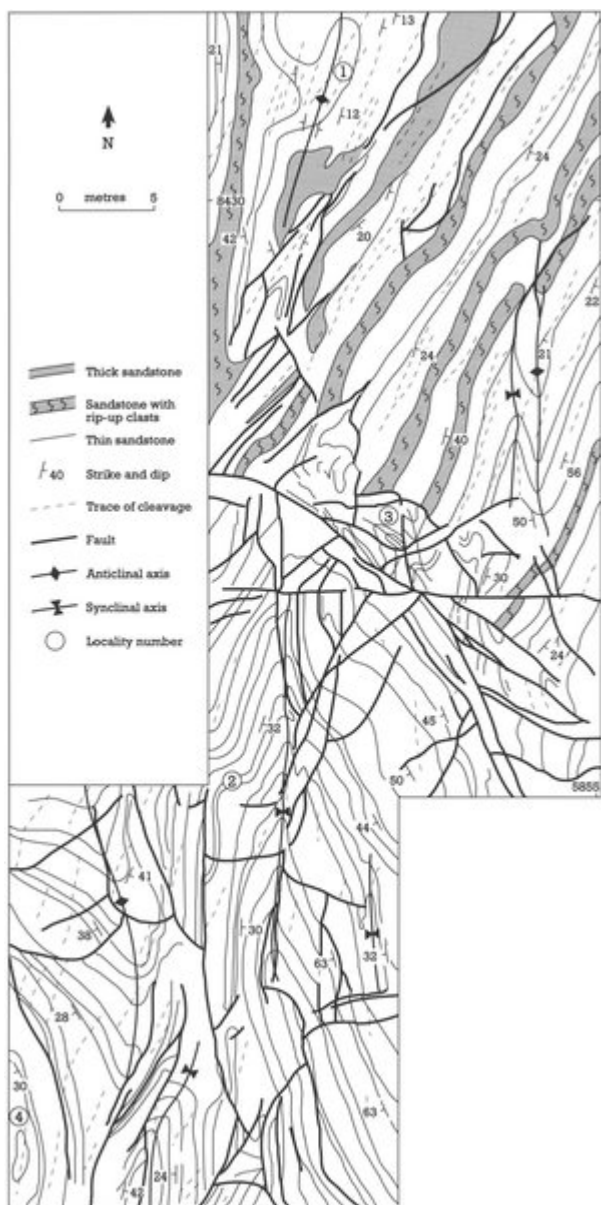 13
21
1
12
N
24
0 metres 5
8430
42
20
22
Thick sandstone
24
21
Sandstone with
rip-up clasts
Thin sandstone
40
40 Strike and dip
56
Trace of cleavage
50
3
Fault
Anticlinal axis
30
Synclinal axis
Locality number
24
32
45
2
50
5855
44
41
38
30
63
32
28
30
4
63
24
42